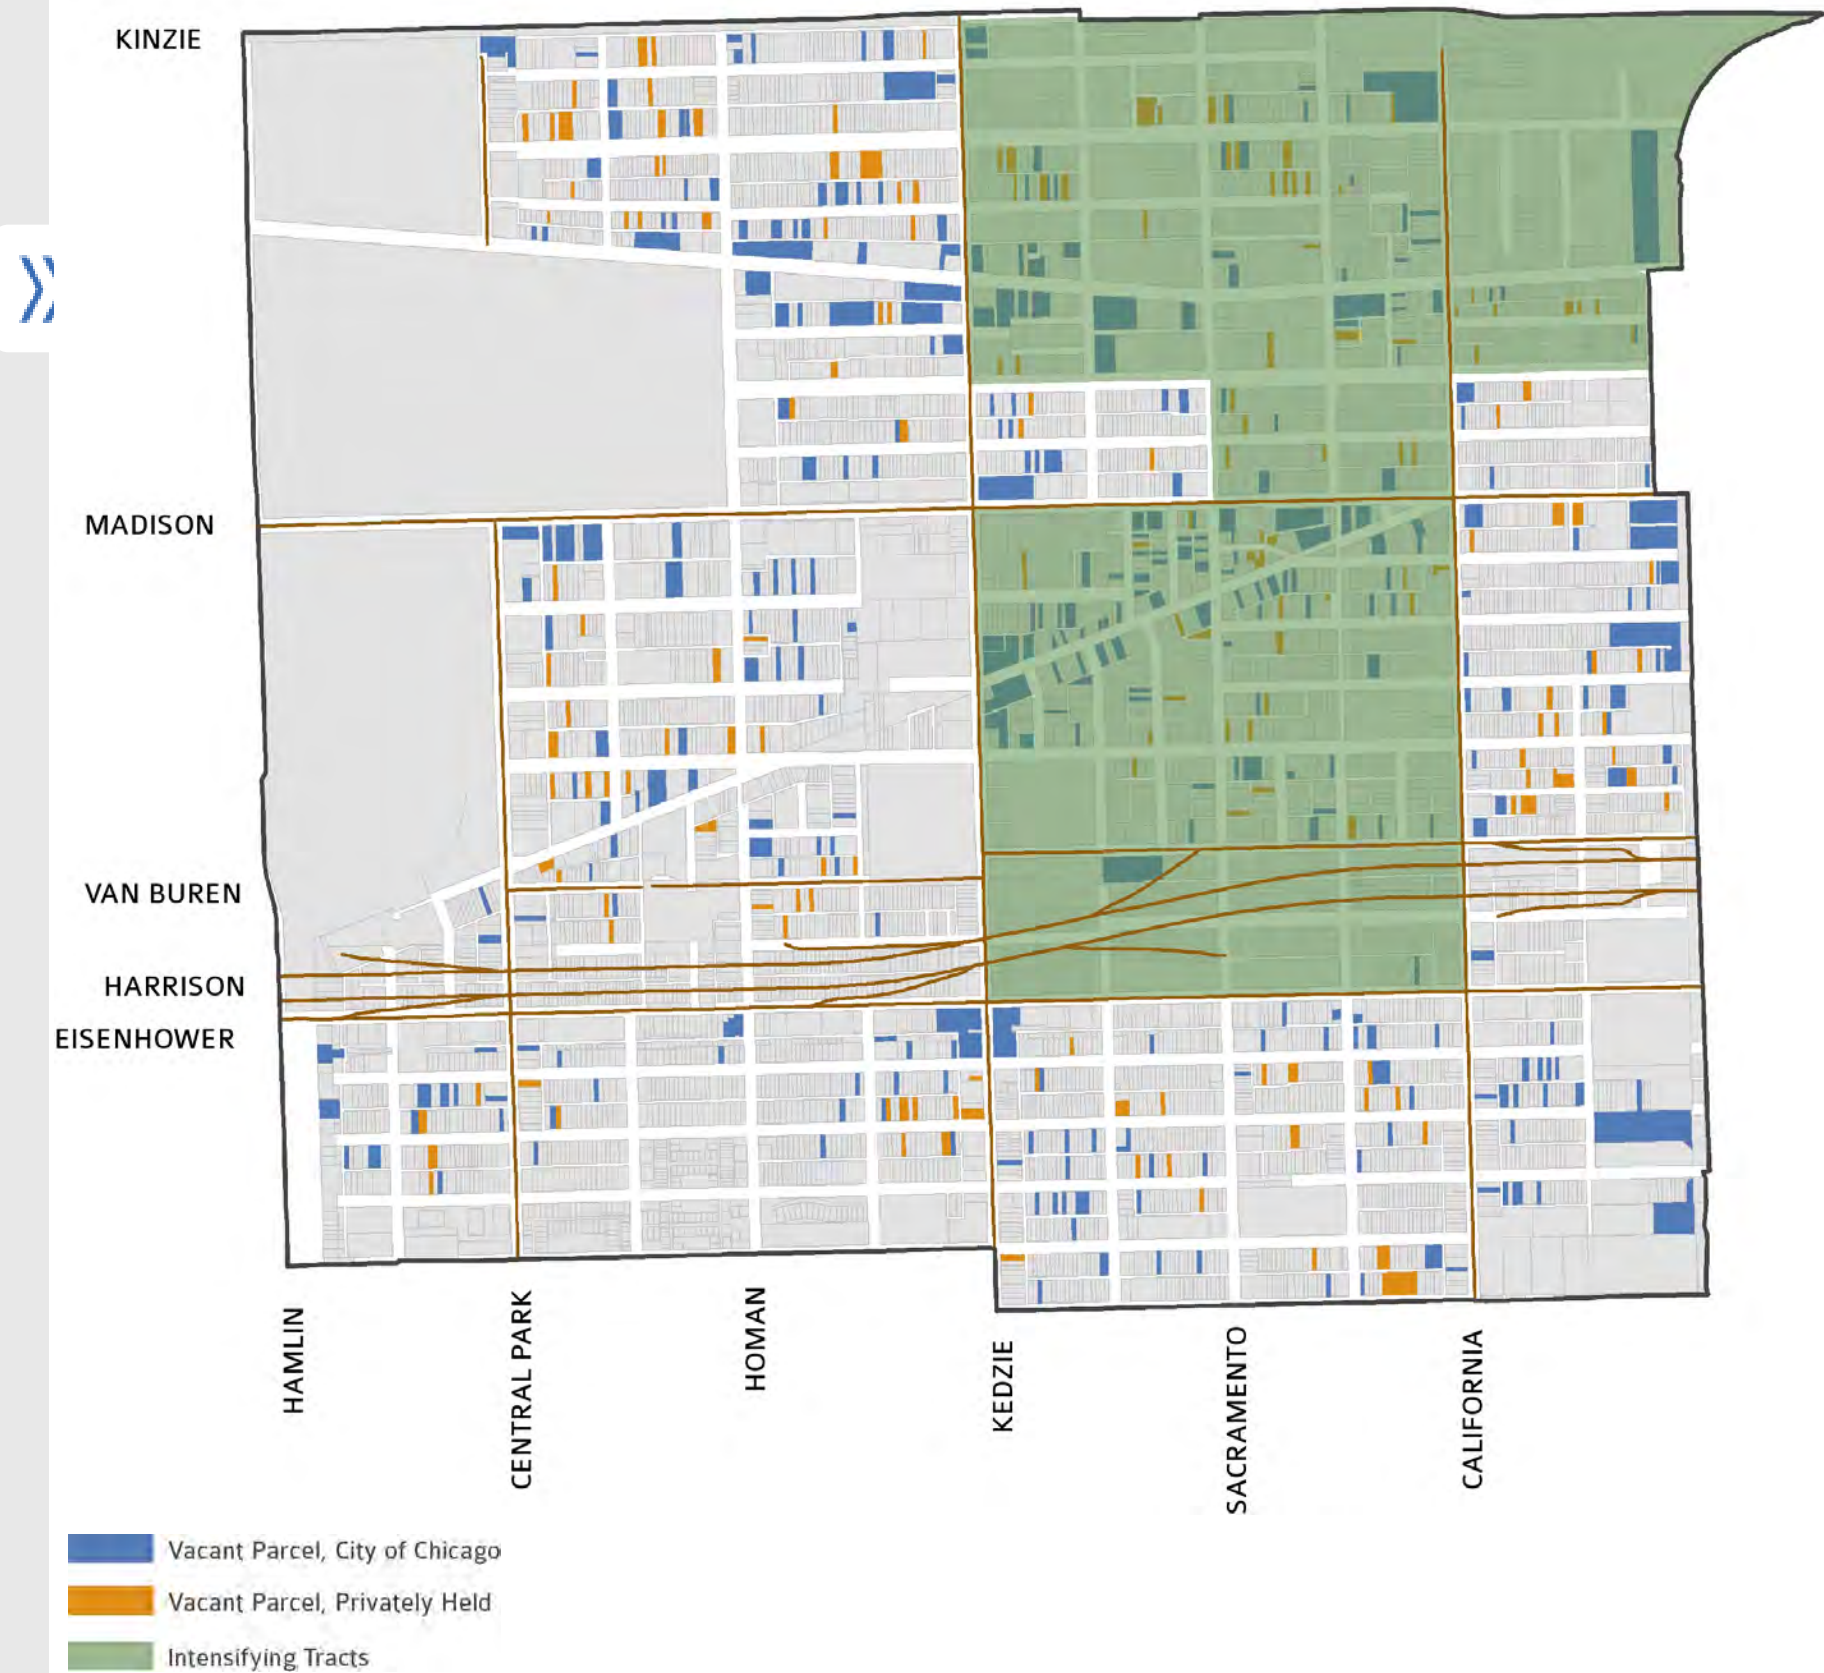 KINZIE
MADISON
VAN BUREN
HARRISON
EISENHOWER
HAMLIN
CENTRAL PARK
HOMAN
KEDZIE
SACRAMENTO
CALIFORNIA
Vacant Parcel, City of Chicago
Vacant Parcel, Privately Held
Intensifying Tracts